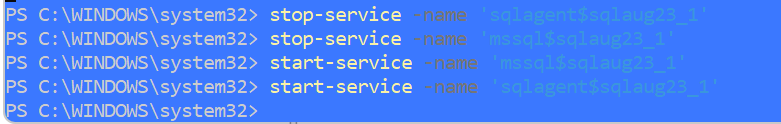 PS C:\WINDOWS\system32> stop-service -name 'sqlagent$sqlaug23_1'
PS C:\WINDOWS\system32> stop-service -name 'mssql$sqlaug23_1'
PS C:\WINDOWS\system32> start-service -name 'mssql$sqlaug23_1'
PS C:\WINDOWS\system32> start-service -name 'sqlagent$sqlaug23_1'
PS C:\WINDOWS\system32>